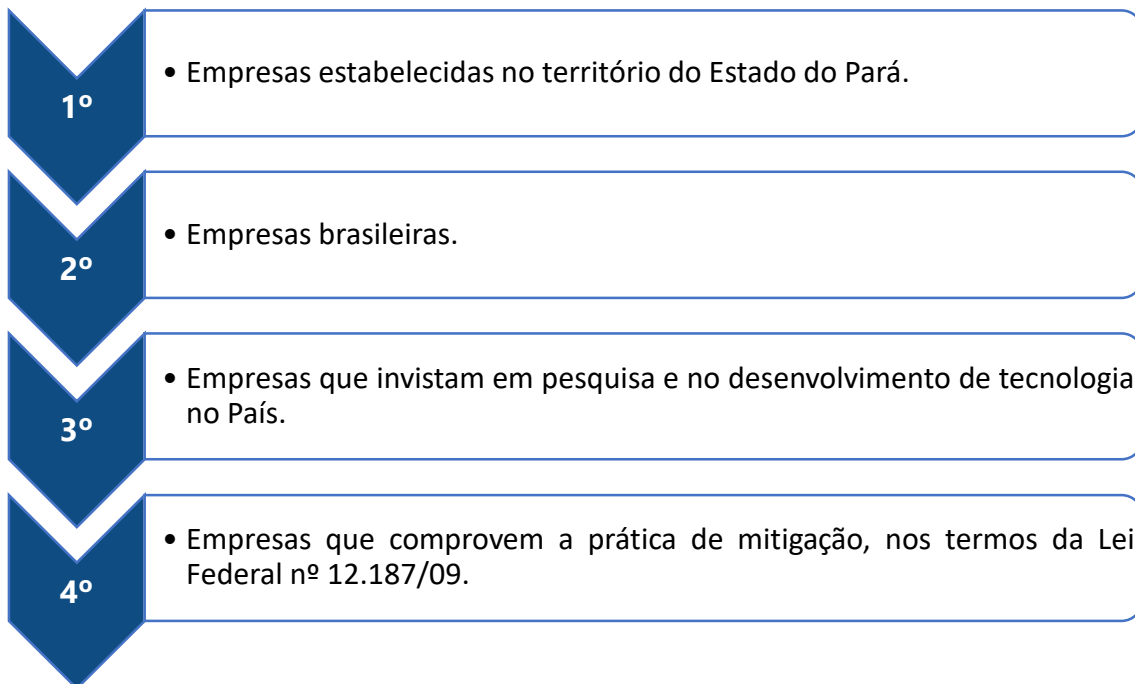 1º
• Empresas estabelecidas no território do Estado do Pará.
2º
• Empresas brasileiras.
3º
• Empresas que invistam em pesquisa e no desenvolvimento de tecnologia
no País.
4º
• Empresas que comprovem a prática de mitigação, nos termos da Lei
Federal nº 12.187/09.